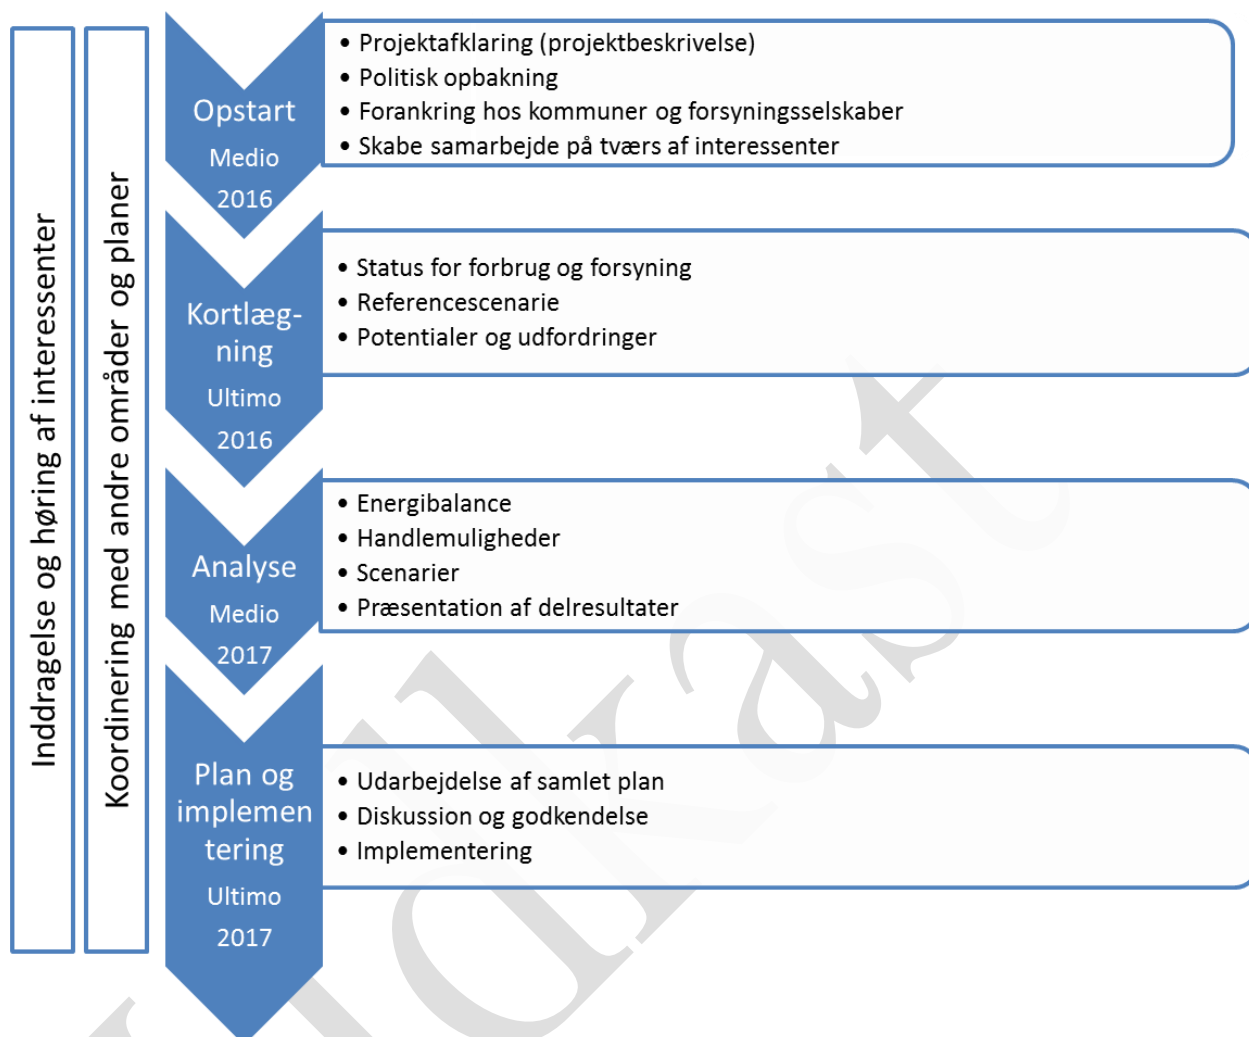 Inddragelse og høring af interessenter
Koordinering med andre områder og planer
Opstart
Medio
2016
• Projektafklaring (projektbeskrivelse)
• Politisk opbakning
• Forankring hos kommuner og forsyningsselskaber
• Skabe samarbejde på tværs af interessenter
Kortlæg-
ning
Ultimo
2016
• Status for forbrug og forsyning
• Referencescenarie
• Potentialer og udfordringer
Analyse
Medio
2017
• Energibalance
• Handlemuligheder
• Scenarier
• Præsentation af delresultater
Plan og
implemen
tering
Ultimo
2017
• Udarbejdelse af samlet plan
• Diskussion og godkendelse
• Implementering
dkast